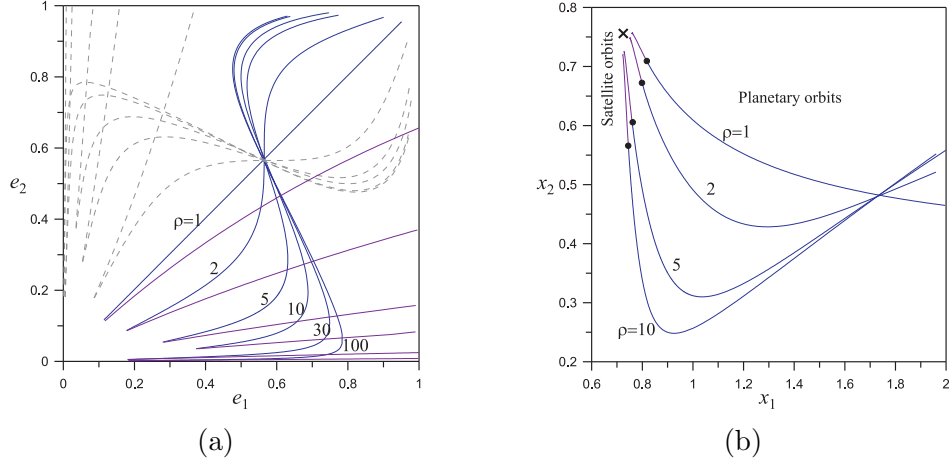 1
0.8
0.6
e2
0.4
0.2
0
ρ=1
2
5
10
30
100
0 0.2 0.4 0.6 0.8 1
e1
(a)
0.8
0.7
0.6
x2
0.5
0.4
0.3
0.2
Satellite orbits
Planetary orbits
ρ=1
2
5
ρ=10
0.6 0.8 1 1.2 1.4 1.6 1.8 2
x1
(b)